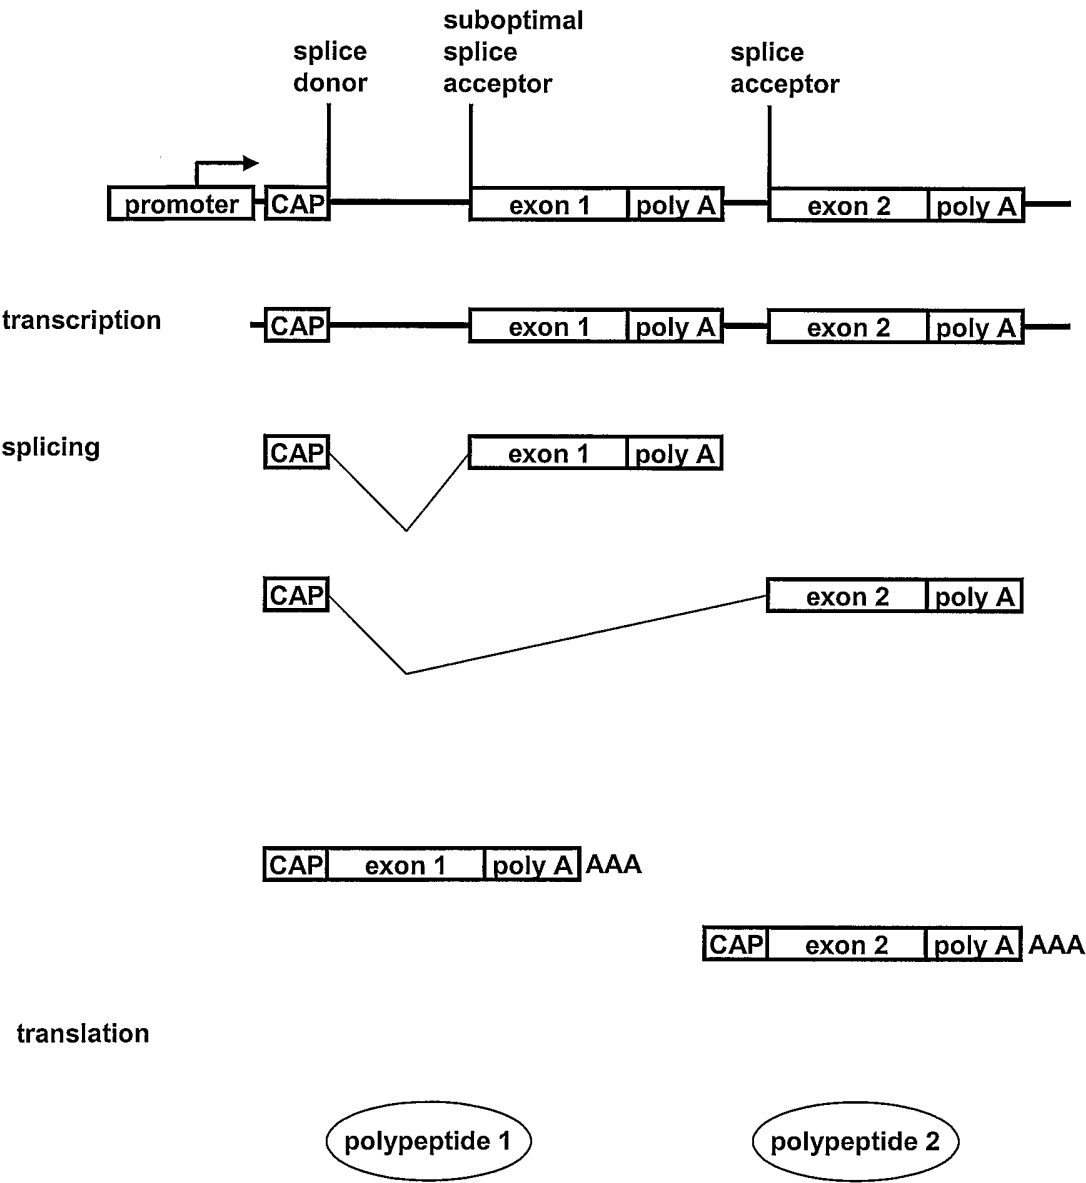 splice
donor
suboptimal
splice
acceptor
splice
acceptor
promoter CAP exon 1 poly A exon 2 poly A
transcription CAP exon 1 poly A exon 2 poly A
splicing CAP exon 1 poly A
CAP exon 2 poly A
CAP exon 1 poly A AAA
CAP exon 2 poly A AAA
translation
polypeptide 1 polypeptide 2